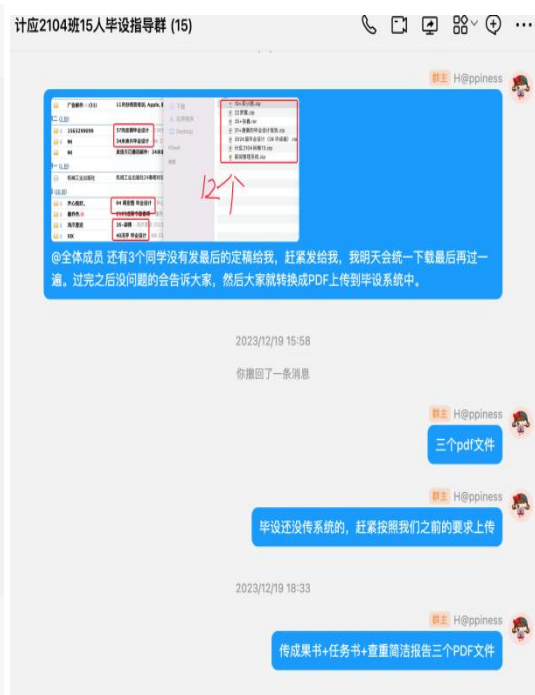 计应2104班15人毕设指导群 (15)
群主 H@ppiness
12个
@全体成员 还有3个同学没有发最后的定稿给我，赶紧发给我，我明天会统一下载最后再过一
遍。过完之后没问题的会告诉大家，然后大家就转换成PDF上传到毕设系统中。
2023/12/19 15:58
你撤回了一条消息
群主 H@ppiness
三个pdf文件
群主 H@ppiness
毕设还没传系统的，赶紧按照我们之前的要求上传
2023/12/19 18:33
群主 H@ppiness
传成果书+任务书+查重简洁报告三个PDF文件